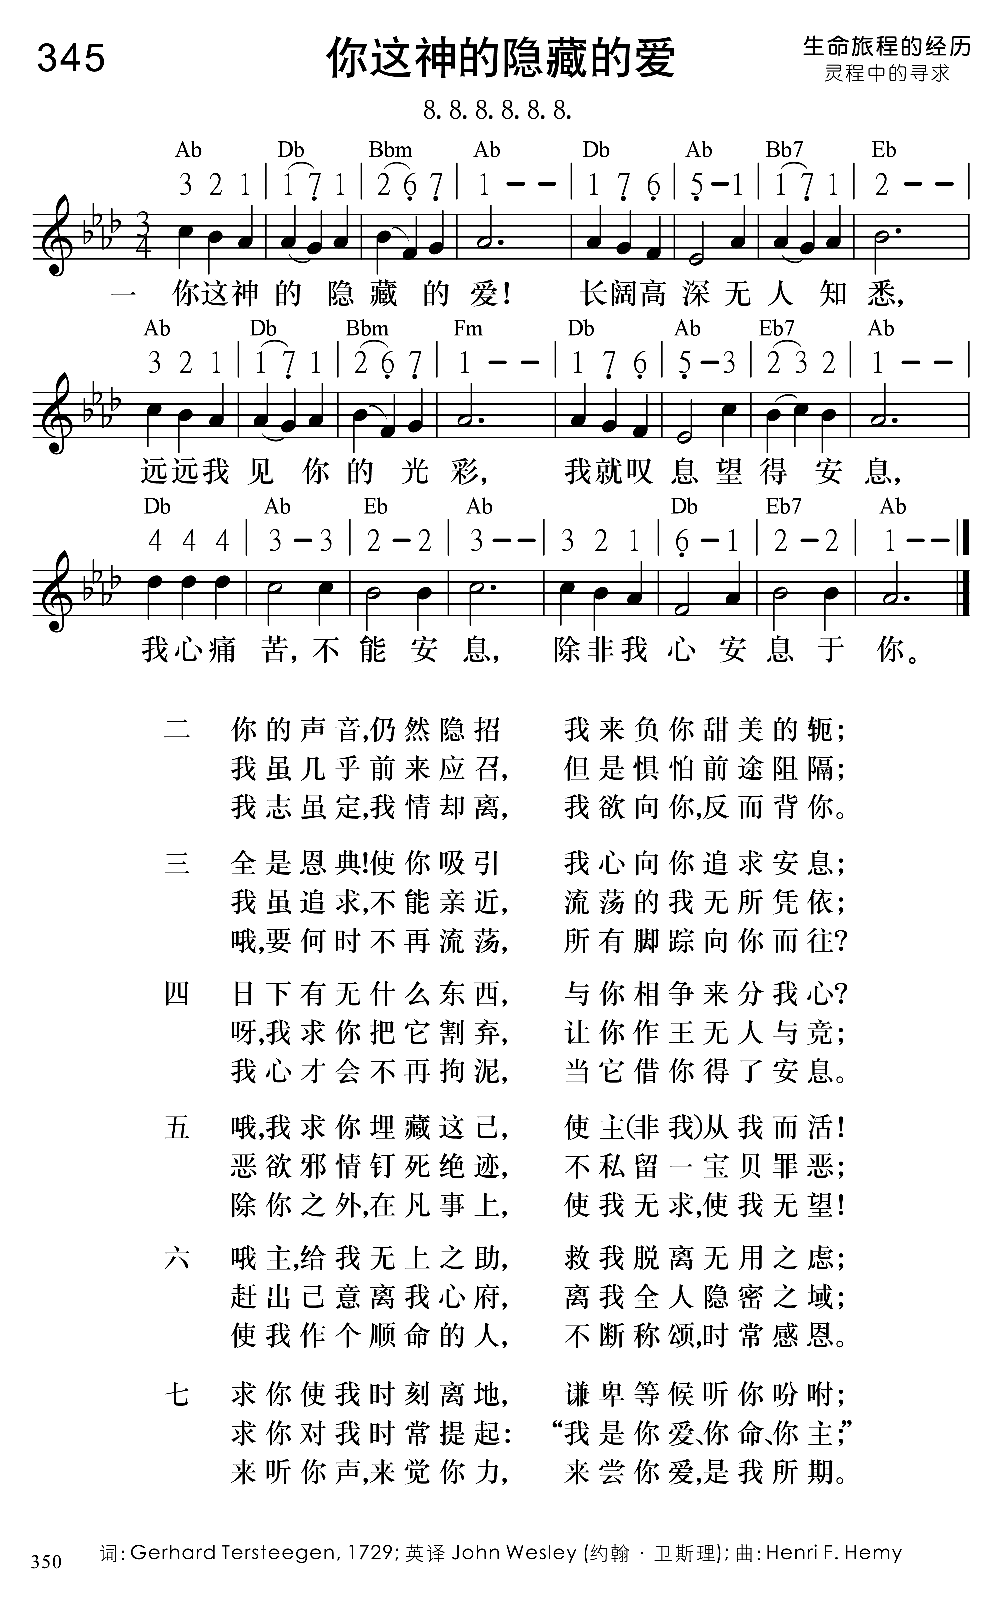 345 你这神的隐藏的爱 生命旅程的经历
灵程中的寻求
8. 8. 8. 8. 8. 8.
Ab Db Bbm Ab Db Ab Bb7 Eb
3 2 1 | 1 7̣ 1 | 2 6̣ 7̣ | 1 – – | 1 7̣ 6̣ | 5̣ – 1 | 1 7̣ 1 | 2 – – |
3/4
一 你这神 的 隐 藏 的 爱! 长阔高 深 无 人 知 悉,
Ab Db Bbm Fm Db Ab Eb7 Ab
3 2 1 | 1 7̣ 1 | 2 6̣ 7̣ | 1 – – | 1 7̣ 6̣ | 5̣ – 3 | 2 3 2 | 1 – – |
远远我 见 你 的 光 彩, 我就叹 息 望 得 安 息,
Db Ab Eb Ab Db Eb7 Ab
4 4 4 | 3 – 3 | 2 – 2 | 3 – – | 3 2 1 | 6̣ – 1 | 2 – 2 | 1 – – ‖
我心痛 苦, 不 能 安 息, 除非我 心 安 息 于 你。
二 你的声音,仍然隐招 我来负你甜美的轭;
我虽几乎前来应召, 但是惧怕前途阻隔;
我志虽定,我情却离, 我欲向你,反而背你。
三 全是恩典!使你吸引 我心向你追求安息;
我虽追求,不能亲近, 流荡的我无所凭依;
哦,要何时不再流荡, 所有脚踪向你而往?
四 日下有无什么东西, 与你相争来分我心?
呀,我求你把它割弃, 让你作王无人与竞;
我心才会不再拘泥, 当它借你得了安息。
五 哦,我求你埋藏这己, 使主(非我)从我而活!
恶欲邪情钉死绝迹, 不私留一宝贝罪恶;
除你之外,在凡事上, 使我无求,使我无望!
六 哦主,给我无上之助, 救我脱离无用之虑;
赶出己意离我心府, 离我全人隐密之域;
使我作个顺命的人, 不断称颂,时常感恩。
七 求你使我时刻离地, 谦卑等候听你吩咐;
求你对我时常提起: “我是你爱、你命、你主;”
来听你声,来觉你力, 来尝你爱,是我所期。
350 词: Gerhard Tersteegen, 1729; 英译 John Wesley (约翰 · 卫斯理); 曲: Henri F. Hemy